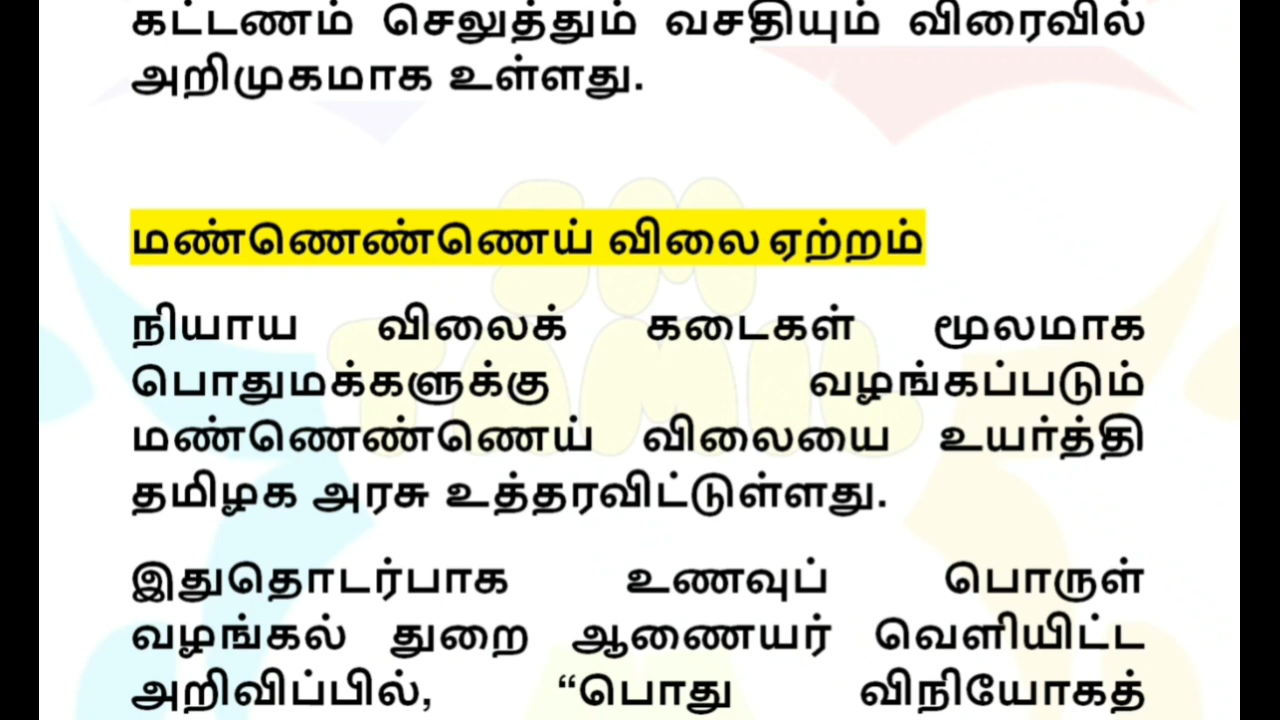 கட்டணம் செலுத்தும் வசதியும் விரைவில்
அறிமுகமாக உள்ளது.
மண்ணெண்ணெய் விலை ஏற்றம்
நியாய விலைக் கடைகள் மூலமாக
பொதுமக்களுக்கு வழங்கப்படும்
மண்ணெண்ணெய் விலையை உயர்த்தி
தமிழக அரசு உத்தரவிட்டுள்ளது.
இதுதொடர்பாக உணவுப் பொருள்
வழங்கல் துறை ஆணையர் வெளியிட்ட
அறிவிப்பில், “பொது விநியோகத்